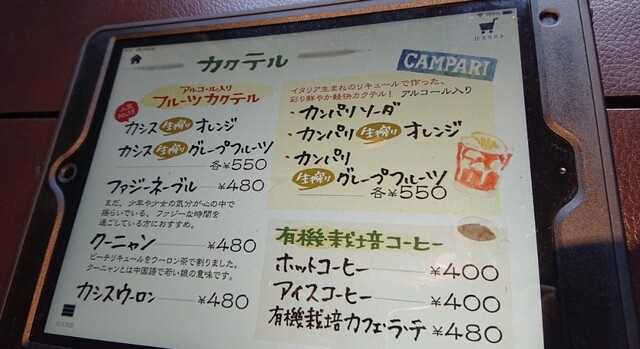 100%
注文リスト
カクテル
アルコール入り
フルーツカクテル
カシス生搾りオレンジ
カシス生搾りグレープフルーツ
各¥550
ファジーネーブル ¥480
まだ、少年や少女の気分が心の中で
揺らいでいる、ファジーな時間を
過ごしている方におすすめ。
クーニャン ¥480
ピーチリキュールをウーロン茶で割りました。
クーニャンとは中国語で若い娘の意味です。
カシスウーロン ¥480
CAMPARI
イタリア生まれのリキュールで作った、
彩り鮮やか軽快カクテル! アルコール入り
・カンパリソーダ
・カンパリ生搾りオレンジ
・カンパリ
生搾りグレープフルーツ
各¥550
有機栽培コーヒー
ホットコーヒー ¥400
アイスコーヒー ¥400
有機栽培カフェ・ラ・テ ¥480